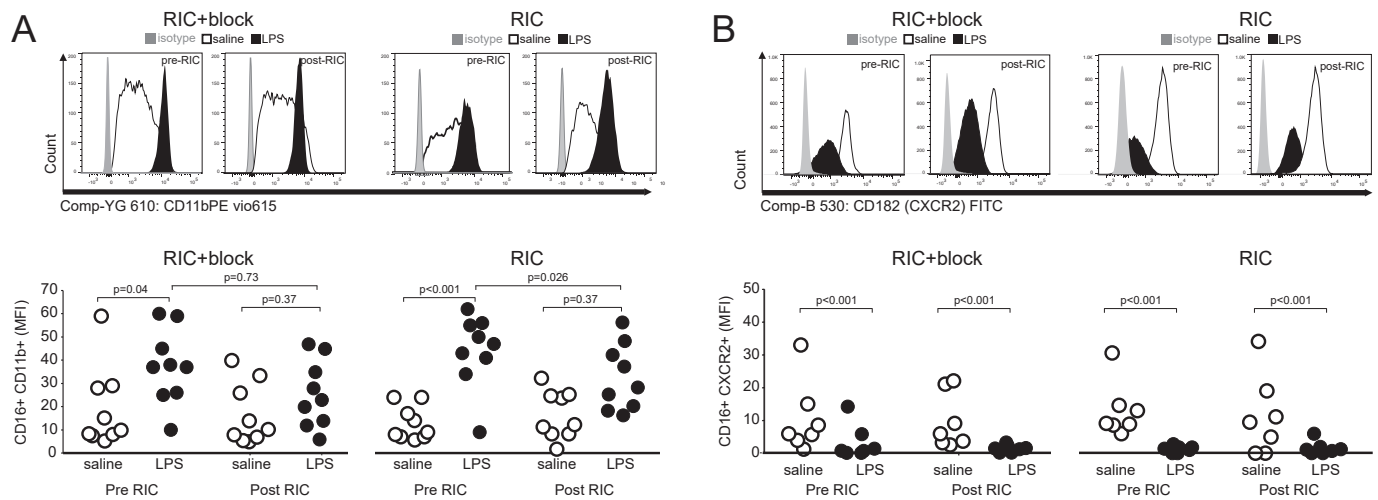 A
RIC+block
RIC
isotype saline LPS
isotype saline LPS
pre-RIC
post-RIC
pre-RIC
post-RIC
Count
Comp-YG 610: CD11bPE vio615
RIC+block
RIC
p=0.73
p=0.026
p=0.04
p=0.37
p<0.001
p=0.37
CD16+ CD11b+ (MFI)
70
60
50
40
30
20
10
0
saline LPS saline LPS saline LPS saline LPS
Pre RIC Post RIC Pre RIC Post RIC
B
RIC+block
RIC
isotype saline LPS
isotype saline LPS
pre-RIC
post-RIC
pre-RIC
post-RIC
Count
Comp-B 530: CD182 (CXCR2) FITC
RIC+block
RIC
p<0.001
p<0.001
p<0.001
p<0.001
CD16+ CXCR2+ (MFI)
50
40
30
20
10
0
saline LPS saline LPS saline LPS saline LPS
Pre RIC Post RIC Pre RIC Post RIC